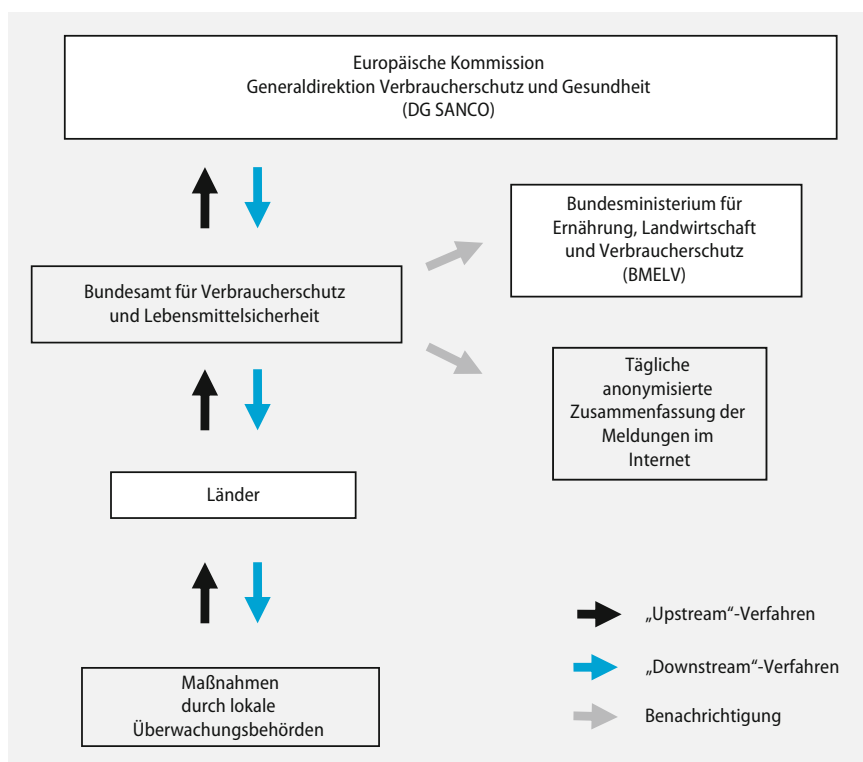 Europäische Kommission
Generaldirektion Verbraucherschutz und Gesundheit
(DG SANCO)
Bundesministerium für
Ernährung, Landwirtschaft
und Verbraucherschutz
(BMELV)
Bundesamt für Verbraucherschutz
und Lebensmittelsicherheit
Tägliche
anonymisierte
Zusammenfassung der
Meldungen im
Internet
Länder
Maßnahmen
durch lokale
Überwachungsbehörden
„Upstream“-Verfahren
„Downstream“-Verfahren
Benachrichtigung